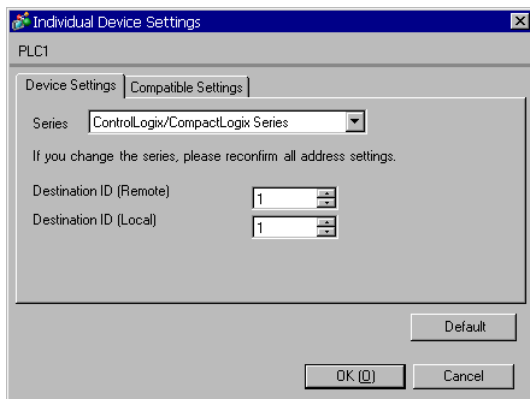 Individual Device Settings
PLC1
Device Settings Compatible Settings
Series ControlLogix/CompactLogix Series
If you change the series, please reconfirm all address settings.
Destination ID (Remote) 1
Destination ID (Local) 1
Default
OK (O) Cancel